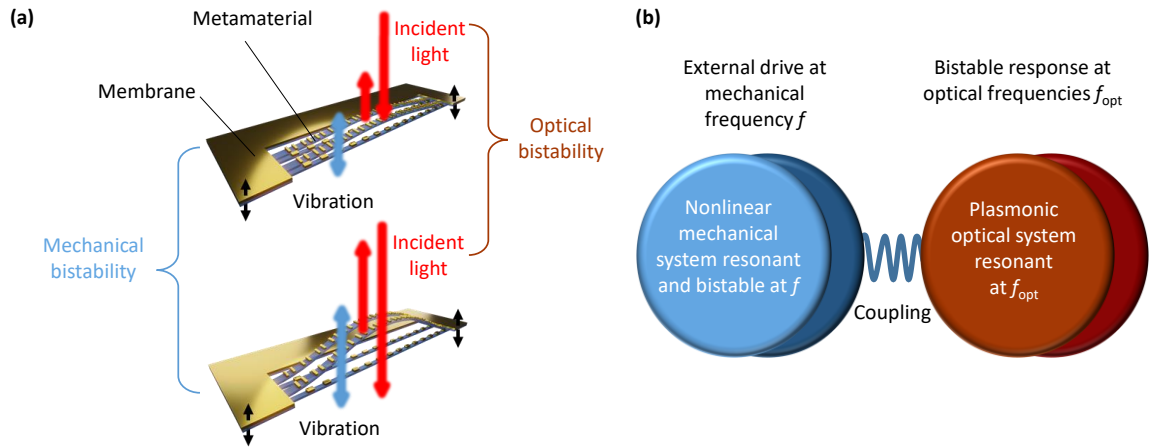 (a)
Metamaterial
Membrane
Incident
light
Vibration
Optical
bistability
Mechanical
bistability
Incident
light
Vibration
(b)
External drive at
mechanical
frequency f
Bistable response at
optical frequencies fopt
Nonlinear
mechanical
system resonant
and bistable at f
Coupling
Plasmonic
optical system
resonant
at fopt